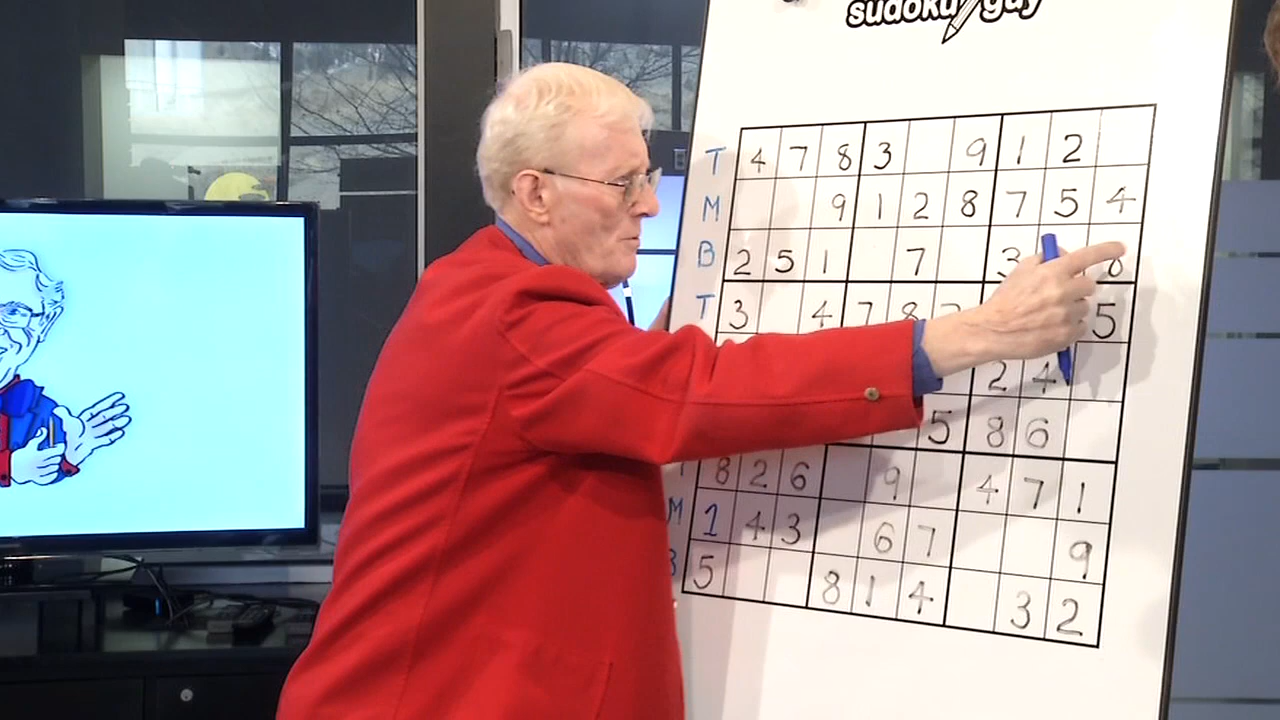 sudoku guy
T 4 7 8 3 9 1 2
M 9 1 2 8 7 5 4
B 2 5 1 7 3 8
T 3 4 7 8 5
2 4
5 8 6
8 2 6 9 4 7 1
M 1 4 3 6 7 9
5 8 1 4 3 2